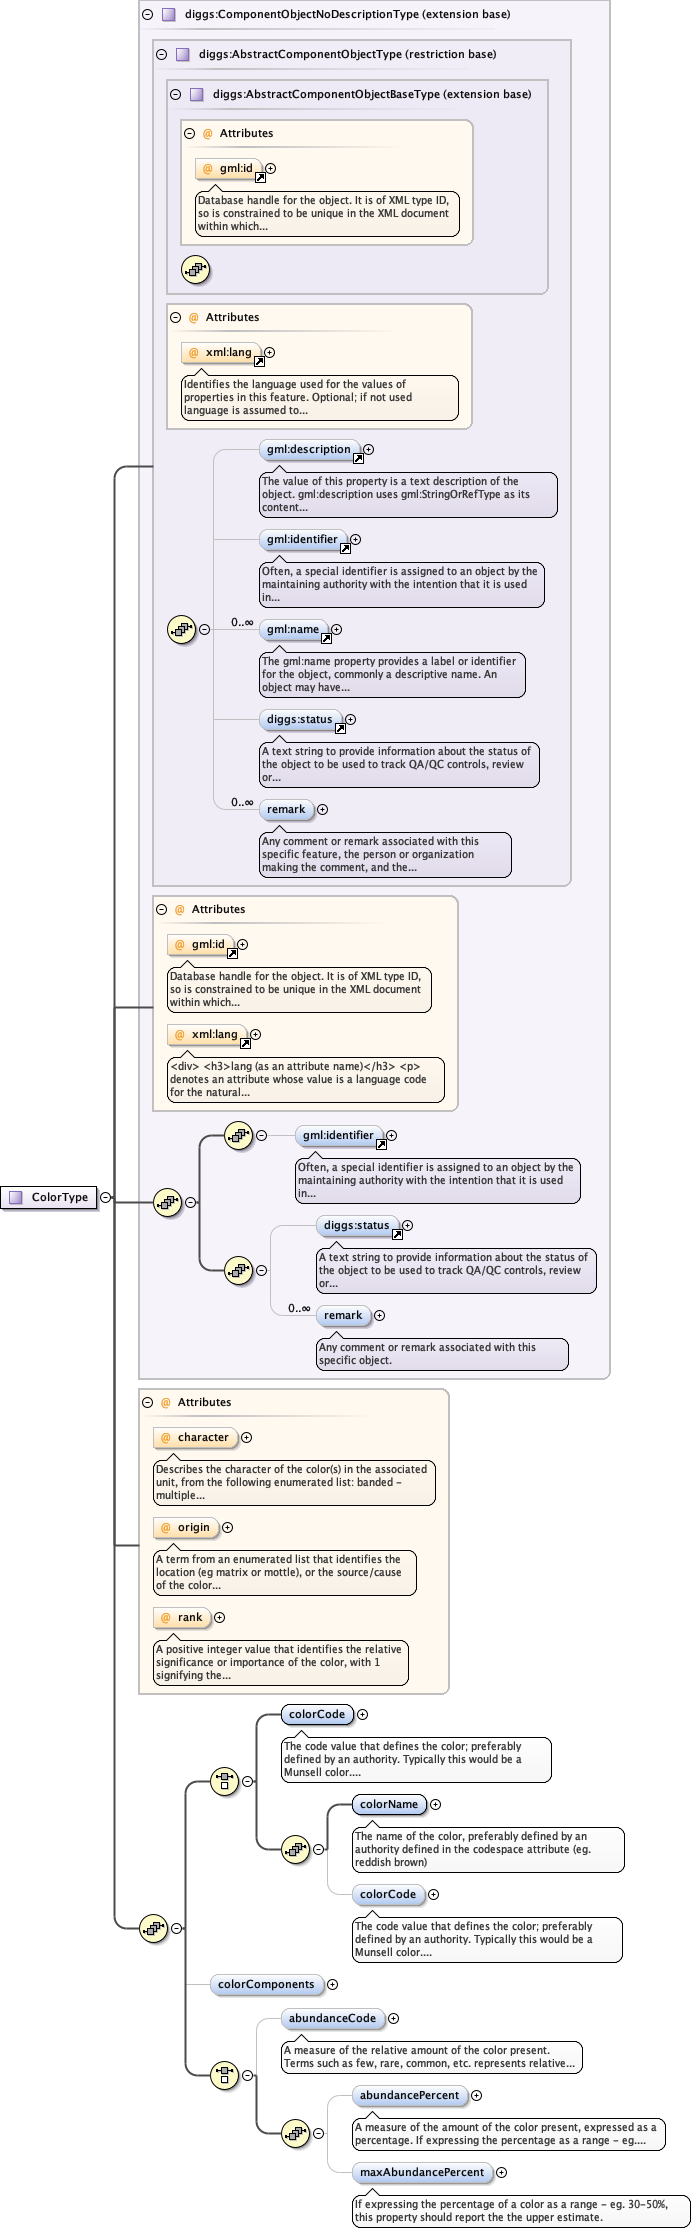 diggs:ComponentObjectNoDescriptionType (extension base)
diggs:AbstractComponentObjectType (restriction base)
diggs:AbstractComponentObjectBaseType (extension base)
@ Attributes
@ gml:id
Database handle for the object. It is of XML type ID,
so is constrained to be unique in the XML document
within which...
@ Attributes
@ xml:lang
Identifies the language used for the values of
properties in this feature. Optional; if not used
language is assumed to...
gml:description
The value of this property is a text description of the
object. gml:description uses gml:StringOrRefType as its
content...
gml:identifier
Often, a special identifier is assigned to an object by the
maintaining authority with the intention that it is used
in...
0..∞
gml:name
The gml:name property provides a label or identifier
for the object, commonly a descriptive name. An
object may have...
diggs:status
A text string to provide information about the status of
the object to be used to track QA/QC controls, review
or...
0..∞
remark
Any comment or remark associated with this
specific feature, the person or organization
making the comment, and the...
@ Attributes
@ gml:id
Database handle for the object. It is of XML type ID,
so is constrained to be unique in the XML document
within which...
@ xml:lang
<div> <h3>lang (as an attribute name)</h3> <p>
denotes an attribute whose value is a language code
for the natural...
gml:identifier
Often, a special identifier is assigned to an object by the
maintaining authority with the intention that it is used
in...
ColorType
diggs:status
A text string to provide information about the status of
the object to be used to track QA/QC controls, review
or...
0..∞
remark
Any comment or remark associated with this
specific object.
@ Attributes
@ character
Describes the character of the color(s) in the associated
unit, from the following enumerated list: banded -
multiple...
@ origin
A term from an enumerated list that identifies the
location (eg matrix or mottle), or the source/cause
of the color...
@ rank
A positive integer value that identifies the relative
significance or importance of the color, with 1
signifying the...
colorCode
The code value that defines the color; preferably
defined by an authority. Typically this would be a
Munsell color....
colorName
The name of the color, preferably defined by an
authority defined in the codespace attribute (eg.
reddish brown)
colorCode
The code value that defines the color; preferably
defined by an authority. Typically this would be a
Munsell color....
colorComponents
abundanceCode
A measure of the relative amount of the color present.
Terms such as few, rare, common, etc. represents relative...
abundancePercent
A measure of the amount of the color present, expressed as a
percentage. If expressing the percentage as a range - eg....
maxAbundancePercent
If expressing the percentage of a color as a range - eg. 30-50%,
this property should report the the upper estimate.